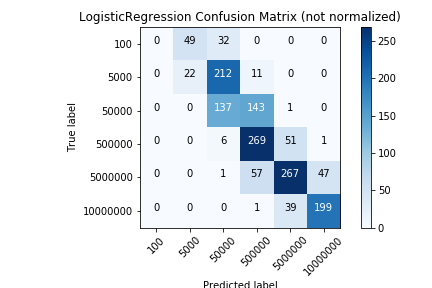 LogisticRegression Confusion Matrix (not normalized)
100 0 49 32 0 0 0
5000 0 22 212 11 0 0
50000 0 0 137 143 1 0
500000 0 0 6 269 51 1
5000000 0 0 1 57 267 47
10000000 0 0 0 1 39 199
100 5000 50000 500000 5000000 10000000
True label
Predicted label
250
200
150
100
50
0